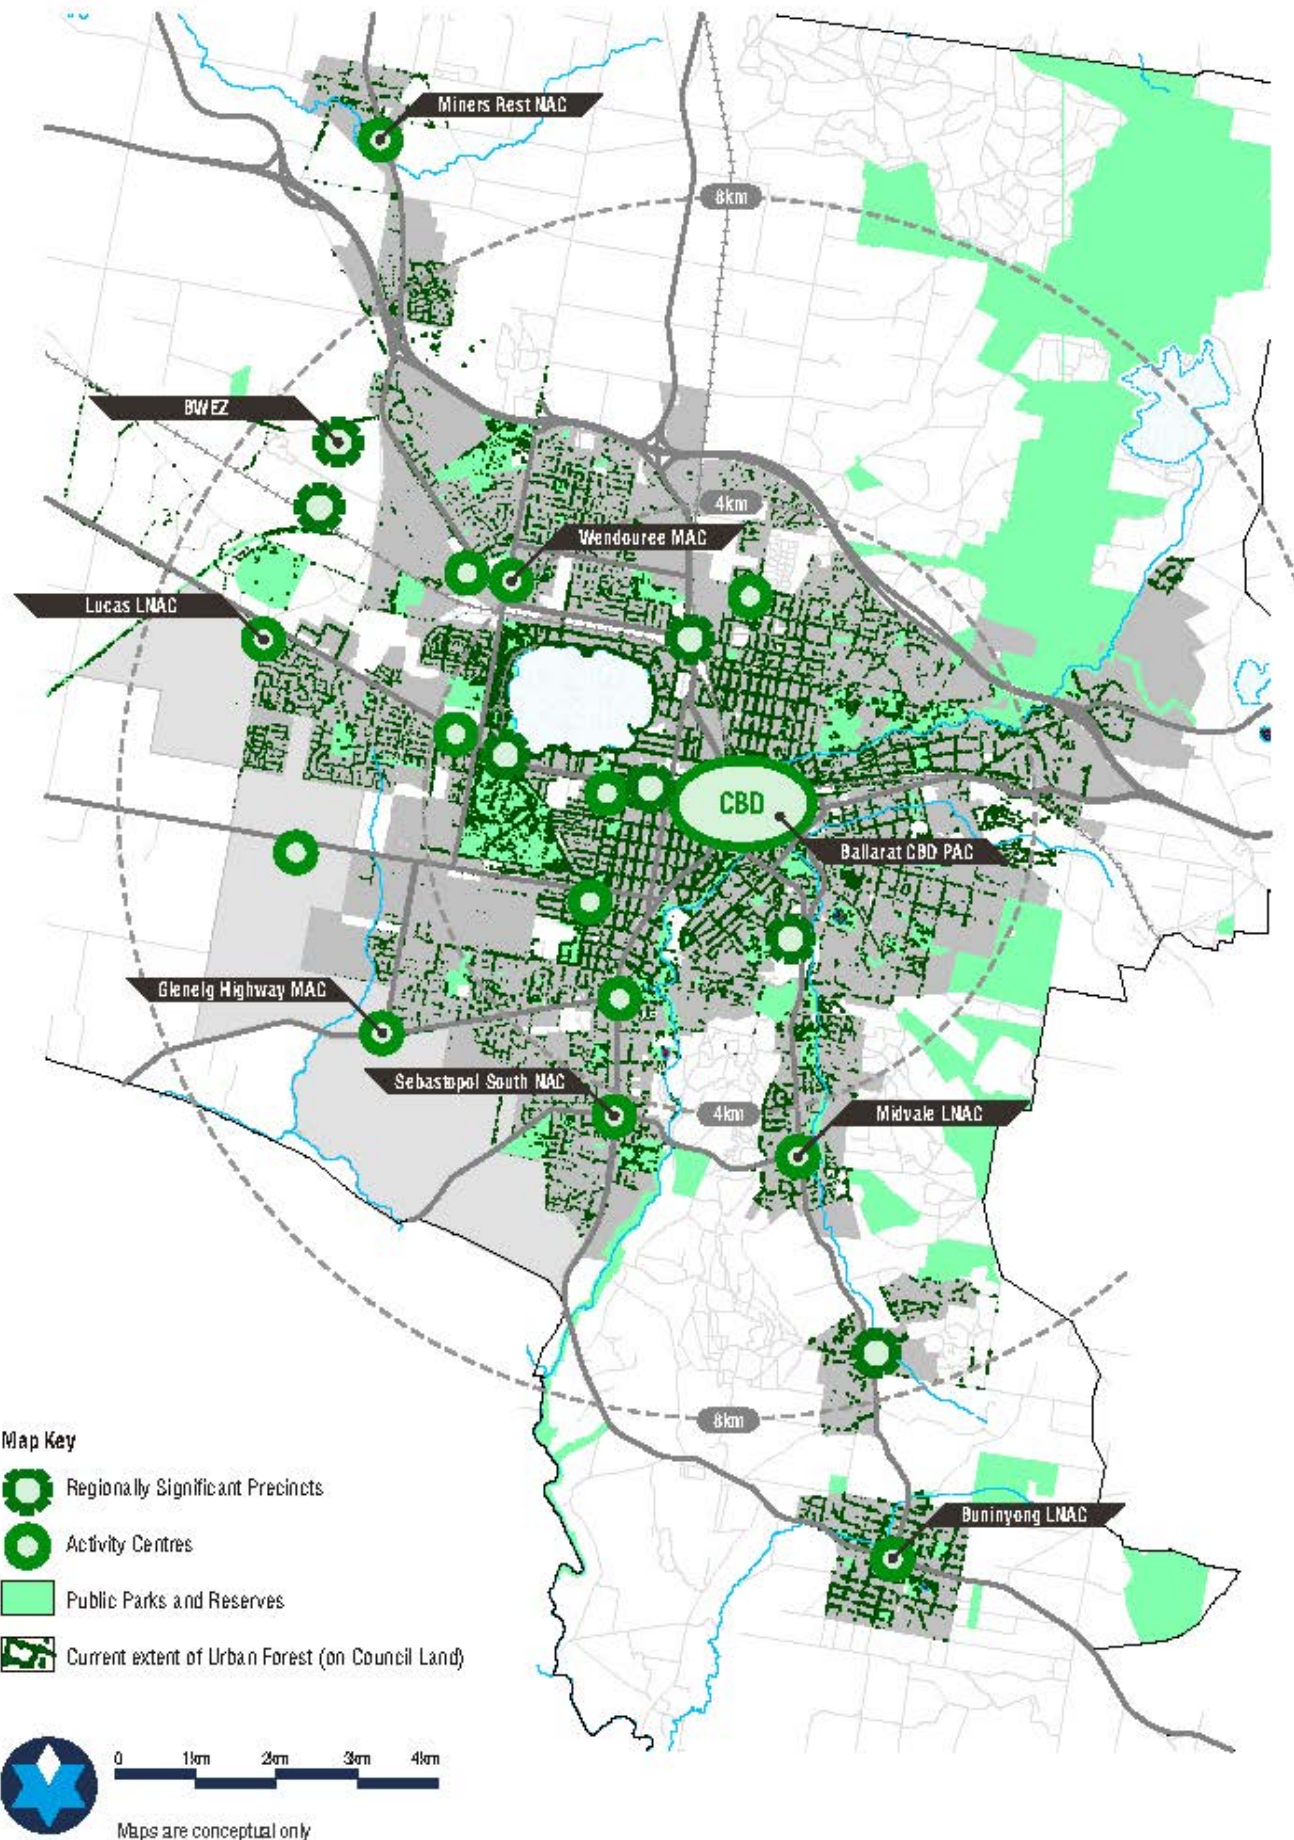 Miners Rest NAC
8km
BWEZ
4km
Wendouree MAC
Lucas LNAC
CBD
Ballarat CBD PAC
Glenelg Highway MAC
Sebastopol South NAC
4km
Midvale LNAC
8km
Map Key
Regionally Significant Precincts
Buninyong LNAC
Activity Centres
Public Parks and Reserves
Current extent of Urban Forest (on Council Land)
0 1km 2km 3km 4km
Maps are conceptual only